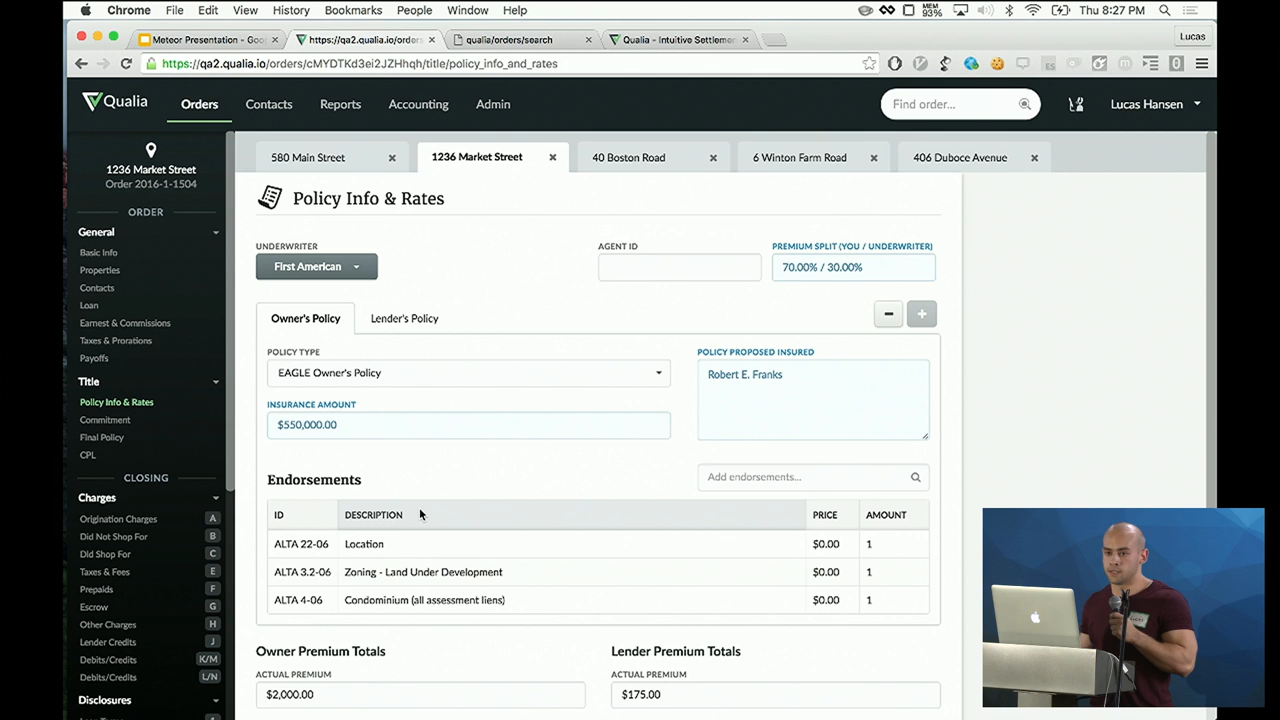 Chrome File Edit View History Bookmarks People Window Help MEM 93% Thu 8:27 PM
Meteor Presentation - Goo https://qa2.qualia.io/orders qualia/orders/search Qualia - Intuitive Settleme Lucas
https://qa2.qualia.io/orders/cMYDTKd3ei2JZHhqh/title/policy_info_and_rates
Qualia Orders Contacts Reports Accounting Admin Find order... Lucas Hansen
580 Main Street 1236 Market Street 40 Boston Road 6 Winton Farm Road 406 Duboce Avenue
1236 Market Street
Order 2016-1-1504
ORDER
General
Basic Info
Properties
Contacts
Loan
Earnest & Commissions
Taxes & Prorations
Payoffs
Title
Policy Info & Rates
Commitment
Final Policy
CPL
CLOSING
Charges
Origination Charges A
Did Not Shop For B
Did Shop For C
Taxes & Fees E
Prepaids F
Escrow G
Other Charges H
Lender Credits J
Debits/Credits K/M
Debits/Credits L/N
Disclosures
Policy Info & Rates
UNDERWRITER AGENT ID PREMIUM SPLIT (YOU / UNDERWRITER)
First American 70.00% / 30.00%
Owner's Policy Lender's Policy
POLICY TYPE POLICY PROPOSED INSURED
EAGLE Owner's Policy Robert E. Franks
INSURANCE AMOUNT
$550,000.00
Endorsements Add endorsements...
ID DESCRIPTION PRICE AMOUNT
ALTA 22-06 Location $0.00 1
ALTA 3.2-06 Zoning - Land Under Development $0.00 1
ALTA 4-06 Condominium (all assessment liens) $0.00 1
Owner Premium Totals Lender Premium Totals
ACTUAL PREMIUM ACTUAL PREMIUM
$2,000.00 $175.00